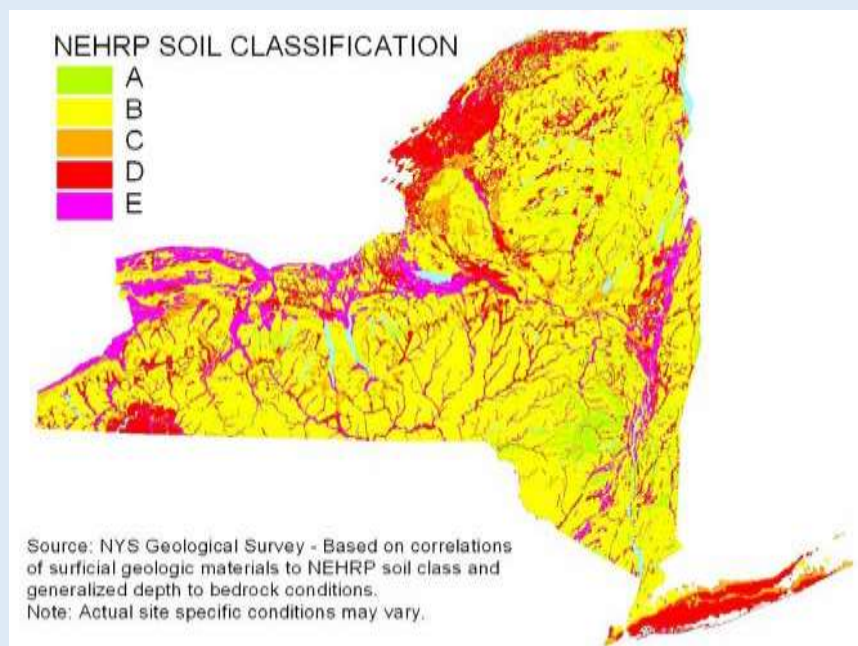 NEHRP SOIL CLASSIFICATION
A
B
C
D
E
Source: NYS Geological Survey - Based on correlations
of surficial geologic materials to NEHRP soil class and
generalized depth to bedrock conditions.
Note: Actual site specific conditions may vary.